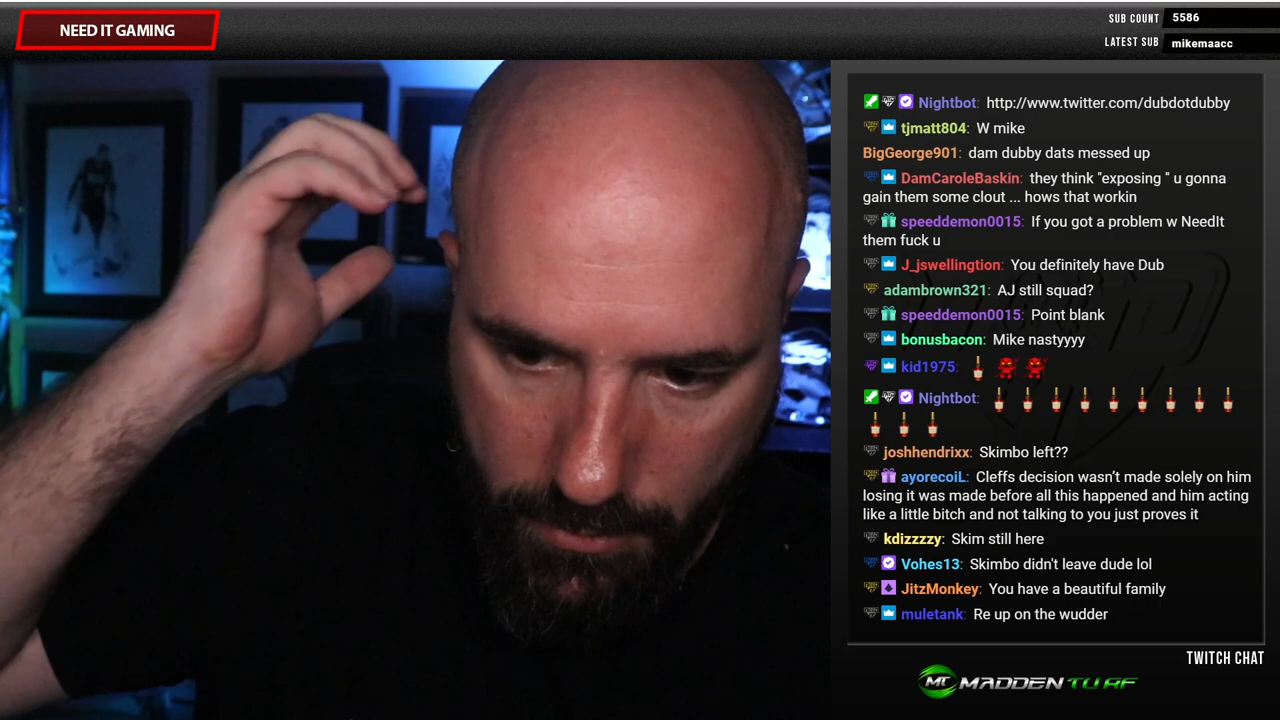 NEED IT GAMING
SUB COUNT 5586
LATEST SUB mikemaacc
Nightbot: http://www.twitter.com/dubdotdubby
tjmatt804: W mike
BigGeorge901: dam dubby dats messed up
DamCaroleBaskin: they think "exposing " u gonna
gain them some clout ... hows that workin
speeddemon0015: If you got a problem w NeedIt
them fuck u
J_jswellingtion: You definitely have Dub
adambrown321: AJ still squad?
speeddemon0015: Point blank
bonusbacon: Mike nastyyyy
kid1975:
Nightbot:
joshhendrixx: Skimbo left??
ayorecoiL: Cleffs decision wasn't made solely on him
losing it was made before all this happened and him acting
like a little bitch and not talking to you just proves it
kdizzzzy: Skim still here
Vohes13: Skimbo didn't leave dude lol
JitzMonkey: You have a beautiful family
muletank: Re up on the wudder
TWITCH CHAT
MT MADDEN TURF